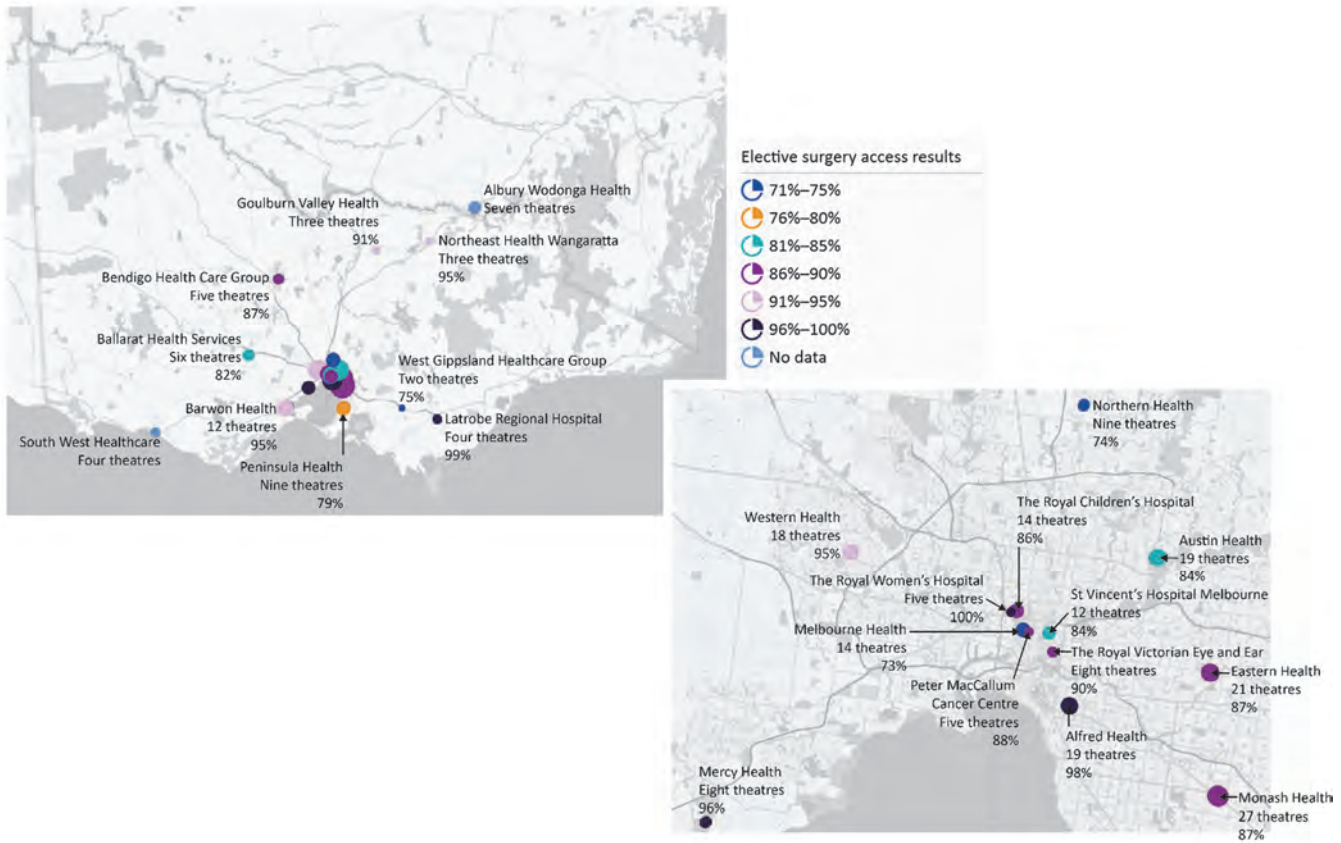 Albury Wodonga Health
Seven theatres
Goulburn Valley Health
Three theatres
91%
Northeast Health Wangaratta
Three theatres
95%
Bendigo Health Care Group
Five theatres
87%
Ballarat Health Services
Six theatres
82%
West Gippsland Healthcare Group
Two theatres
75%
Barwon Health
12 theatres
95%
Latrobe Regional Hospital
Four theatres
99%
South West Healthcare
Four theatres
Peninsula Health
Nine theatres
79%
Elective surgery access results
71%–75%
76%–80%
81%–85%
86%–90%
91%–95%
96%–100%
No data
Northern Health
Nine theatres
74%
The Royal Children's Hospital
14 theatres
86%
Western Health
18 theatres
95%
Austin Health
19 theatres
84%
The Royal Women's Hospital
Five theatres
100%
St Vincent's Hospital Melbourne
12 theatres
84%
Melbourne Health
14 theatres
73%
The Royal Victorian Eye and Ear
Eight theatres
90%
Eastern Health
21 theatres
87%
Peter MacCallum
Cancer Centre
Five theatres
88%
Alfred Health
19 theatres
98%
Mercy Health
Eight theatres
96%
Monash Health
27 theatres
87%